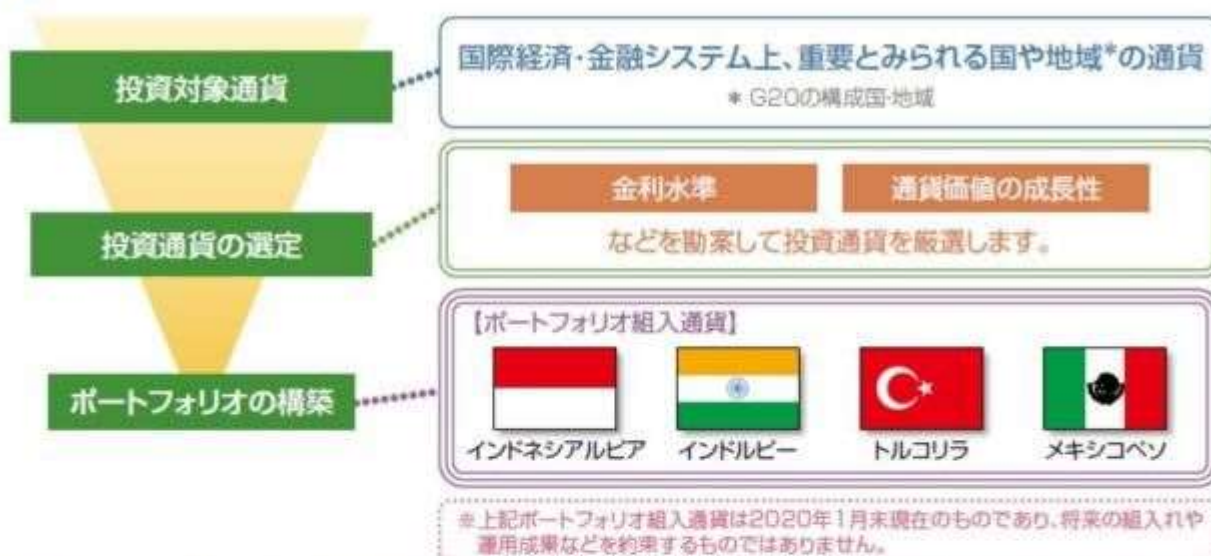 投資対象通貨
国際経済・金融システム上、重要とみられる国や地域*の通貨
* G20の構成国・地域
投資通貨の選定
金利水準
通貨価値の成長性
などを勘案して投資通貨を厳選します。
ポートフォリオの構築
【ポートフォリオ組入通貨】
インドネシアルピア
インドルピー
トルコリラ
メキシコペソ
※上記ポートフォリオ組入通貨は2020年1月末現在のものであり、将来の組入れや
運用成果などを約束するものではありません。